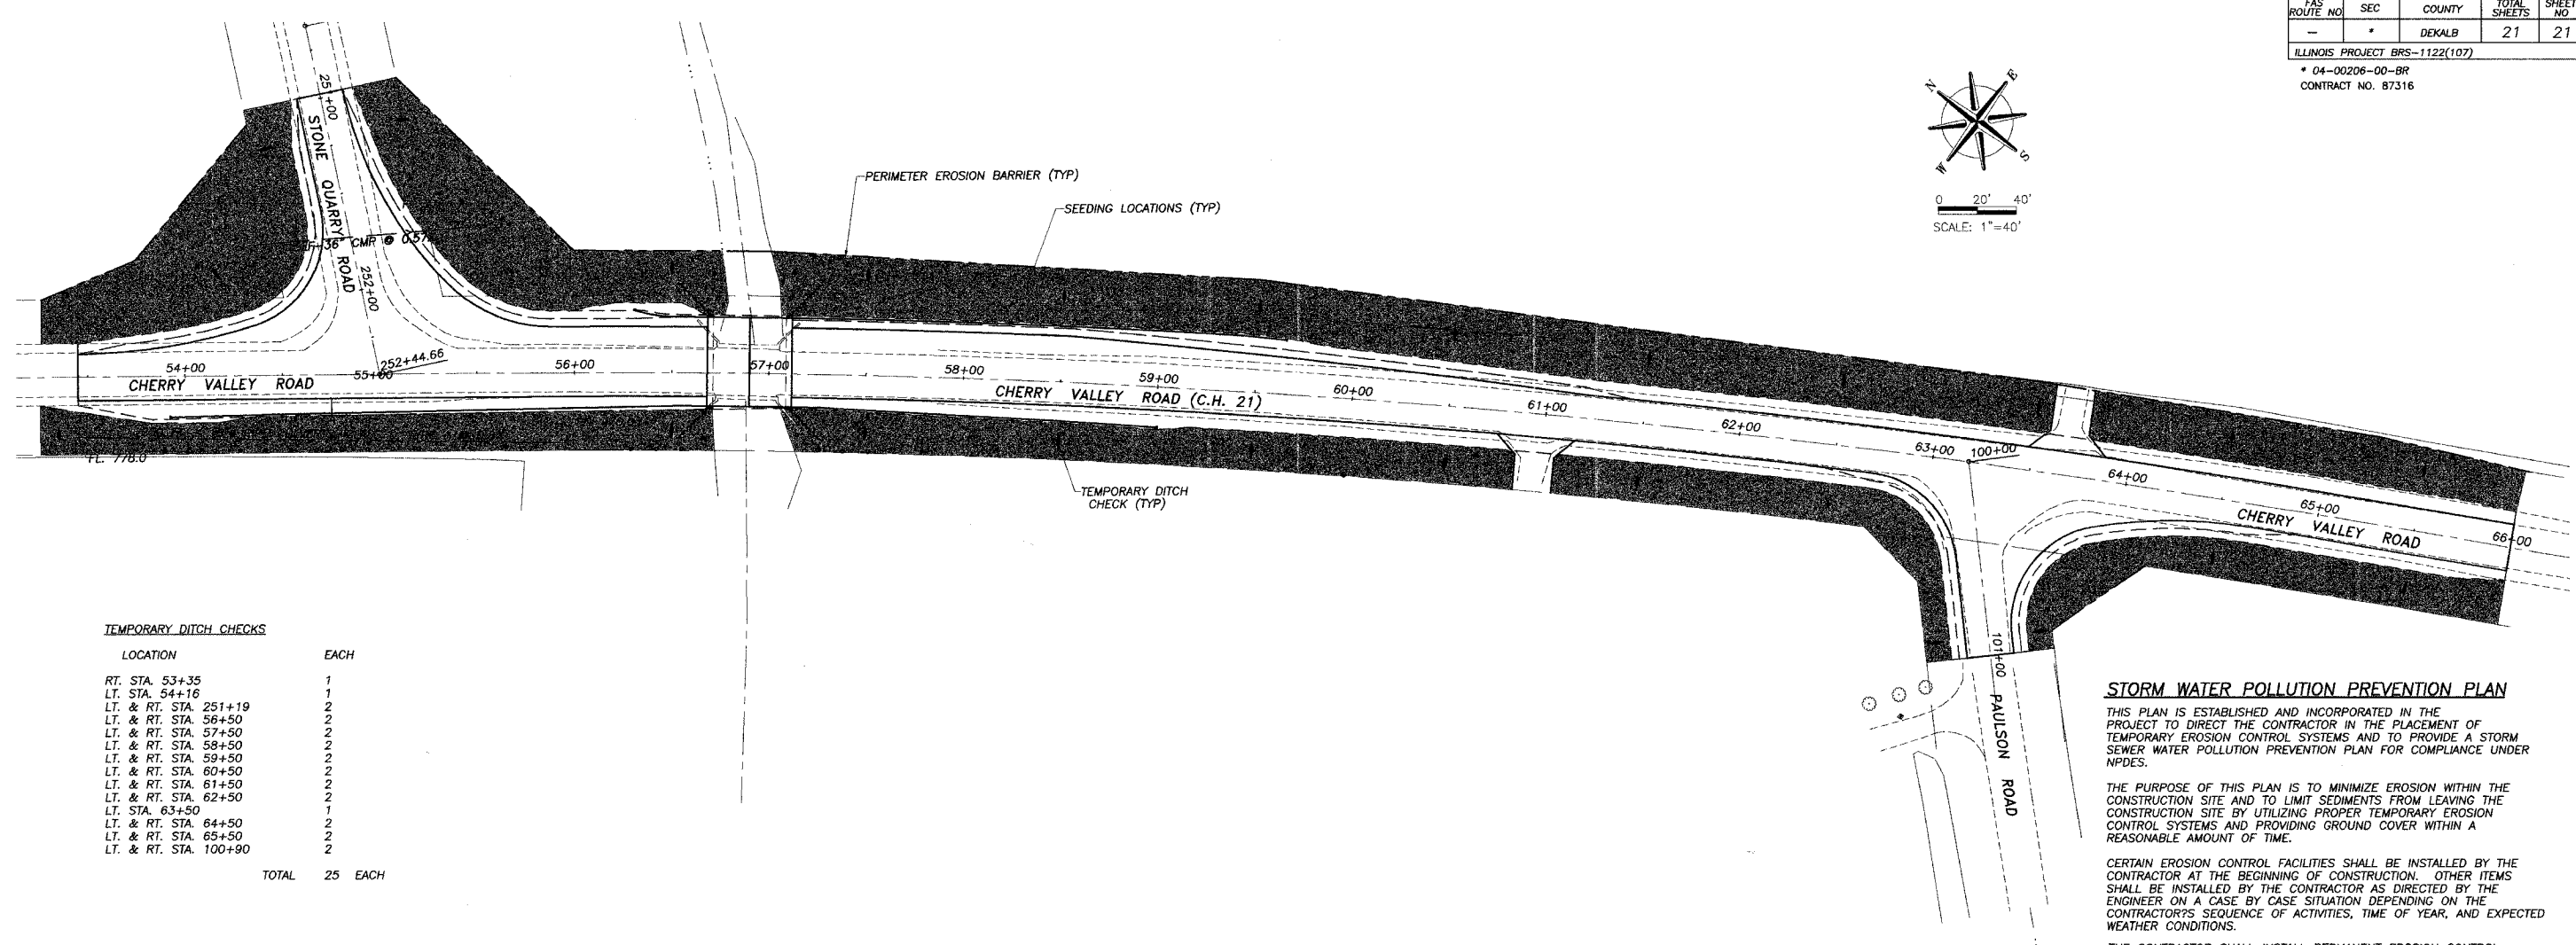 FAS ROUTE NO SEC COUNTY TOTAL SHEETS SHEET NO
— * DEKALB 21 21
ILLINOIS PROJECT BRS-1122(107)
* 04-00206-00-BR
CONTRACT NO. 87316
N E
W S
0 20' 40'
SCALE: 1"=40'
251+00
STONE QUARRY ROAD
36" CMP @ 0.57
252+00
252+44.66
PERIMETER EROSION BARRIER (TYP)
SEEDING LOCATIONS (TYP)
54+00
55+00
56+00
57+00
58+00
59+00
60+00
61+00
62+00
63+00
100+00
64+00
65+00
66+00
CHERRY VALLEY ROAD
CHERRY VALLEY ROAD (C.H. 21)
CHERRY VALLEY ROAD
FL. 778.0
TEMPORARY DITCH
CHECK (TYP)
101+00
PAULSON ROAD
TEMPORARY DITCH CHECKS
LOCATION EACH
RT. STA. 53+35 1
LT. STA. 54+16 1
LT. & RT. STA. 251+19 2
LT. & RT. STA. 56+50 2
LT. & RT. STA. 57+50 2
LT. & RT. STA. 58+50 2
LT. & RT. STA. 59+50 2
LT. & RT. STA. 60+50 2
LT. & RT. STA. 61+50 2
LT. & RT. STA. 62+50 2
LT. STA. 63+50 1
LT. & RT. STA. 64+50 2
LT. & RT. STA. 65+50 2
LT. & RT. STA. 100+90 2
TOTAL 25 EACH
STORM WATER POLLUTION PREVENTION PLAN
THIS PLAN IS ESTABLISHED AND INCORPORATED IN THE
PROJECT TO DIRECT THE CONTRACTOR IN THE PLACEMENT OF
TEMPORARY EROSION CONTROL SYSTEMS AND TO PROVIDE A STORM
SEWER WATER POLLUTION PREVENTION PLAN FOR COMPLIANCE UNDER
NPDES.
THE PURPOSE OF THIS PLAN IS TO MINIMIZE EROSION WITHIN THE
CONSTRUCTION SITE AND TO LIMIT SEDIMENTS FROM LEAVING THE
CONSTRUCTION SITE BY UTILIZING PROPER TEMPORARY EROSION
CONTROL SYSTEMS AND PROVIDING GROUND COVER WITHIN A
REASONABLE AMOUNT OF TIME.
CERTAIN EROSION CONTROL FACILITIES SHALL BE INSTALLED BY THE
CONTRACTOR AT THE BEGINNING OF CONSTRUCTION. OTHER ITEMS
SHALL BE INSTALLED BY THE CONTRACTOR AS DIRECTED BY THE
ENGINEER ON A CASE BY CASE SITUATION DEPENDING ON THE
CONTRACTOR?S SEQUENCE OF ACTIVITIES, TIME OF YEAR, AND EXPECTED
WEATHER CONDITIONS.
THE CONTRACTOR SHALL INSTALL PERMANENT EROSION CONTROL